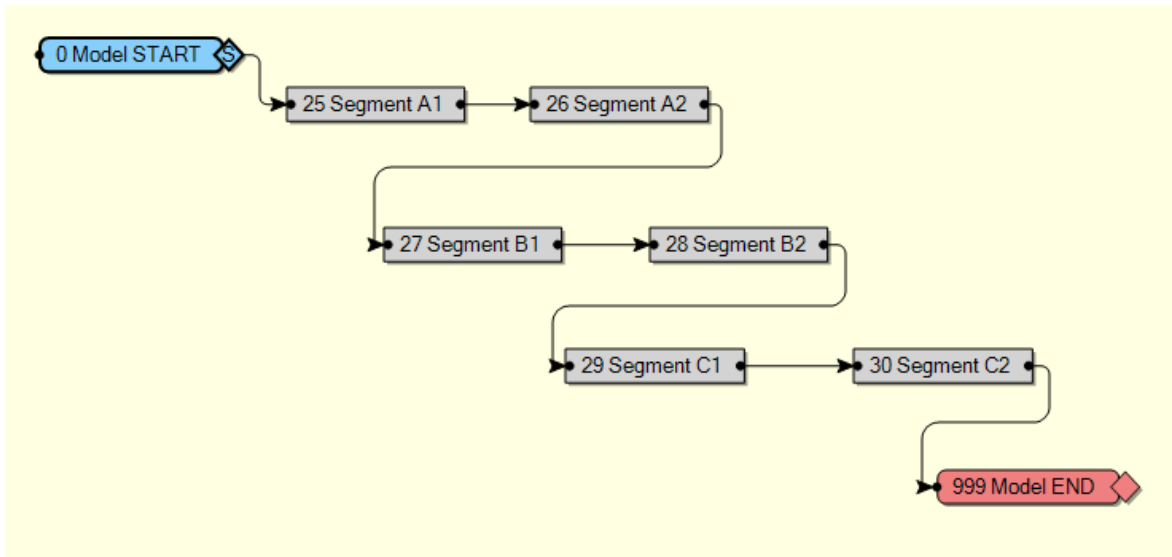 0 Model START S
25 Segment A1
26 Segment A2
27 Segment B1
28 Segment B2
29 Segment C1
30 Segment C2
999 Model END